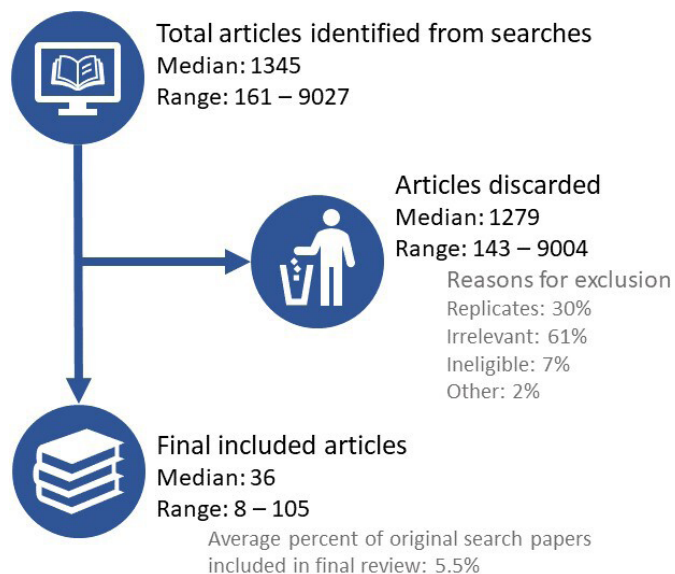 Total articles identified from searches
Median: 1345
Range: 161 – 9027
Articles discarded
Median: 1279
Range: 143 – 9004
Reasons for exclusion
Replicates: 30%
Irrelevant: 61%
Ineligible: 7%
Other: 2%
Final included articles
Median: 36
Range: 8 – 105
Average percent of original search papers
included in final review: 5.5%